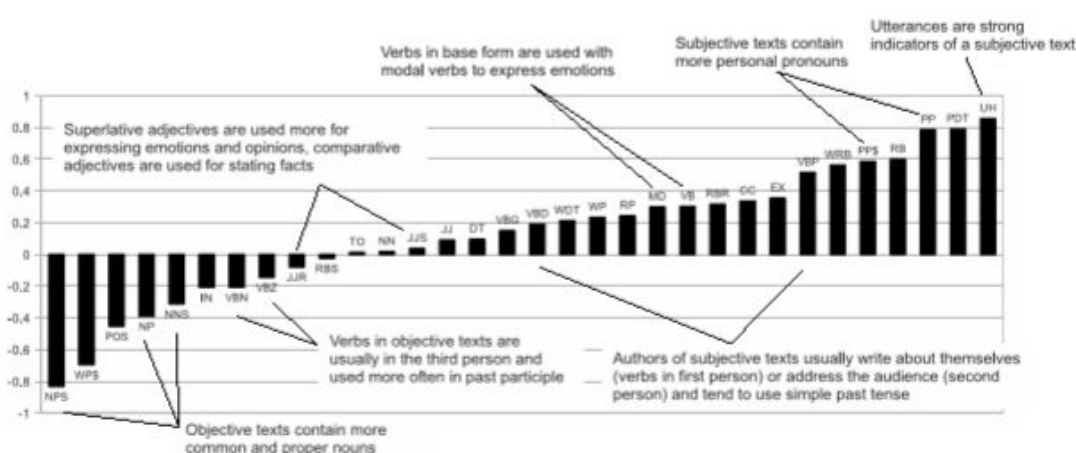 Utterances are strong
indicators of a subjective text
Subjective texts contain
more personal pronouns
Verbs in base form are used with
modal verbs to express emotions
Superlative adjectives are used more for
expressing emotions and opinions, comparative
adjectives are used for stating facts
1
0.8
0.6
0.4
0.2
0
-0.2
-0.4
-0.6
-0.8
-1
NPS
WP$
POS
NP
NNS
IN
VBN
VBZ
JJR
RBS
TO
NN
JJS
JJ
DT
VBG
VBD
WDT
WP
RP
MD
VB
RBR
CC
EX
VBP
WRB
PP$
RB
PP
PDT
UH
Verbs in objective texts are
usually in the third person and
used more often in past participle
Authors of subjective texts usually write about themselves
(verbs in first person) or address the audience (second
person) and tend to use simple past tense
Objective texts contain more
common and proper nouns